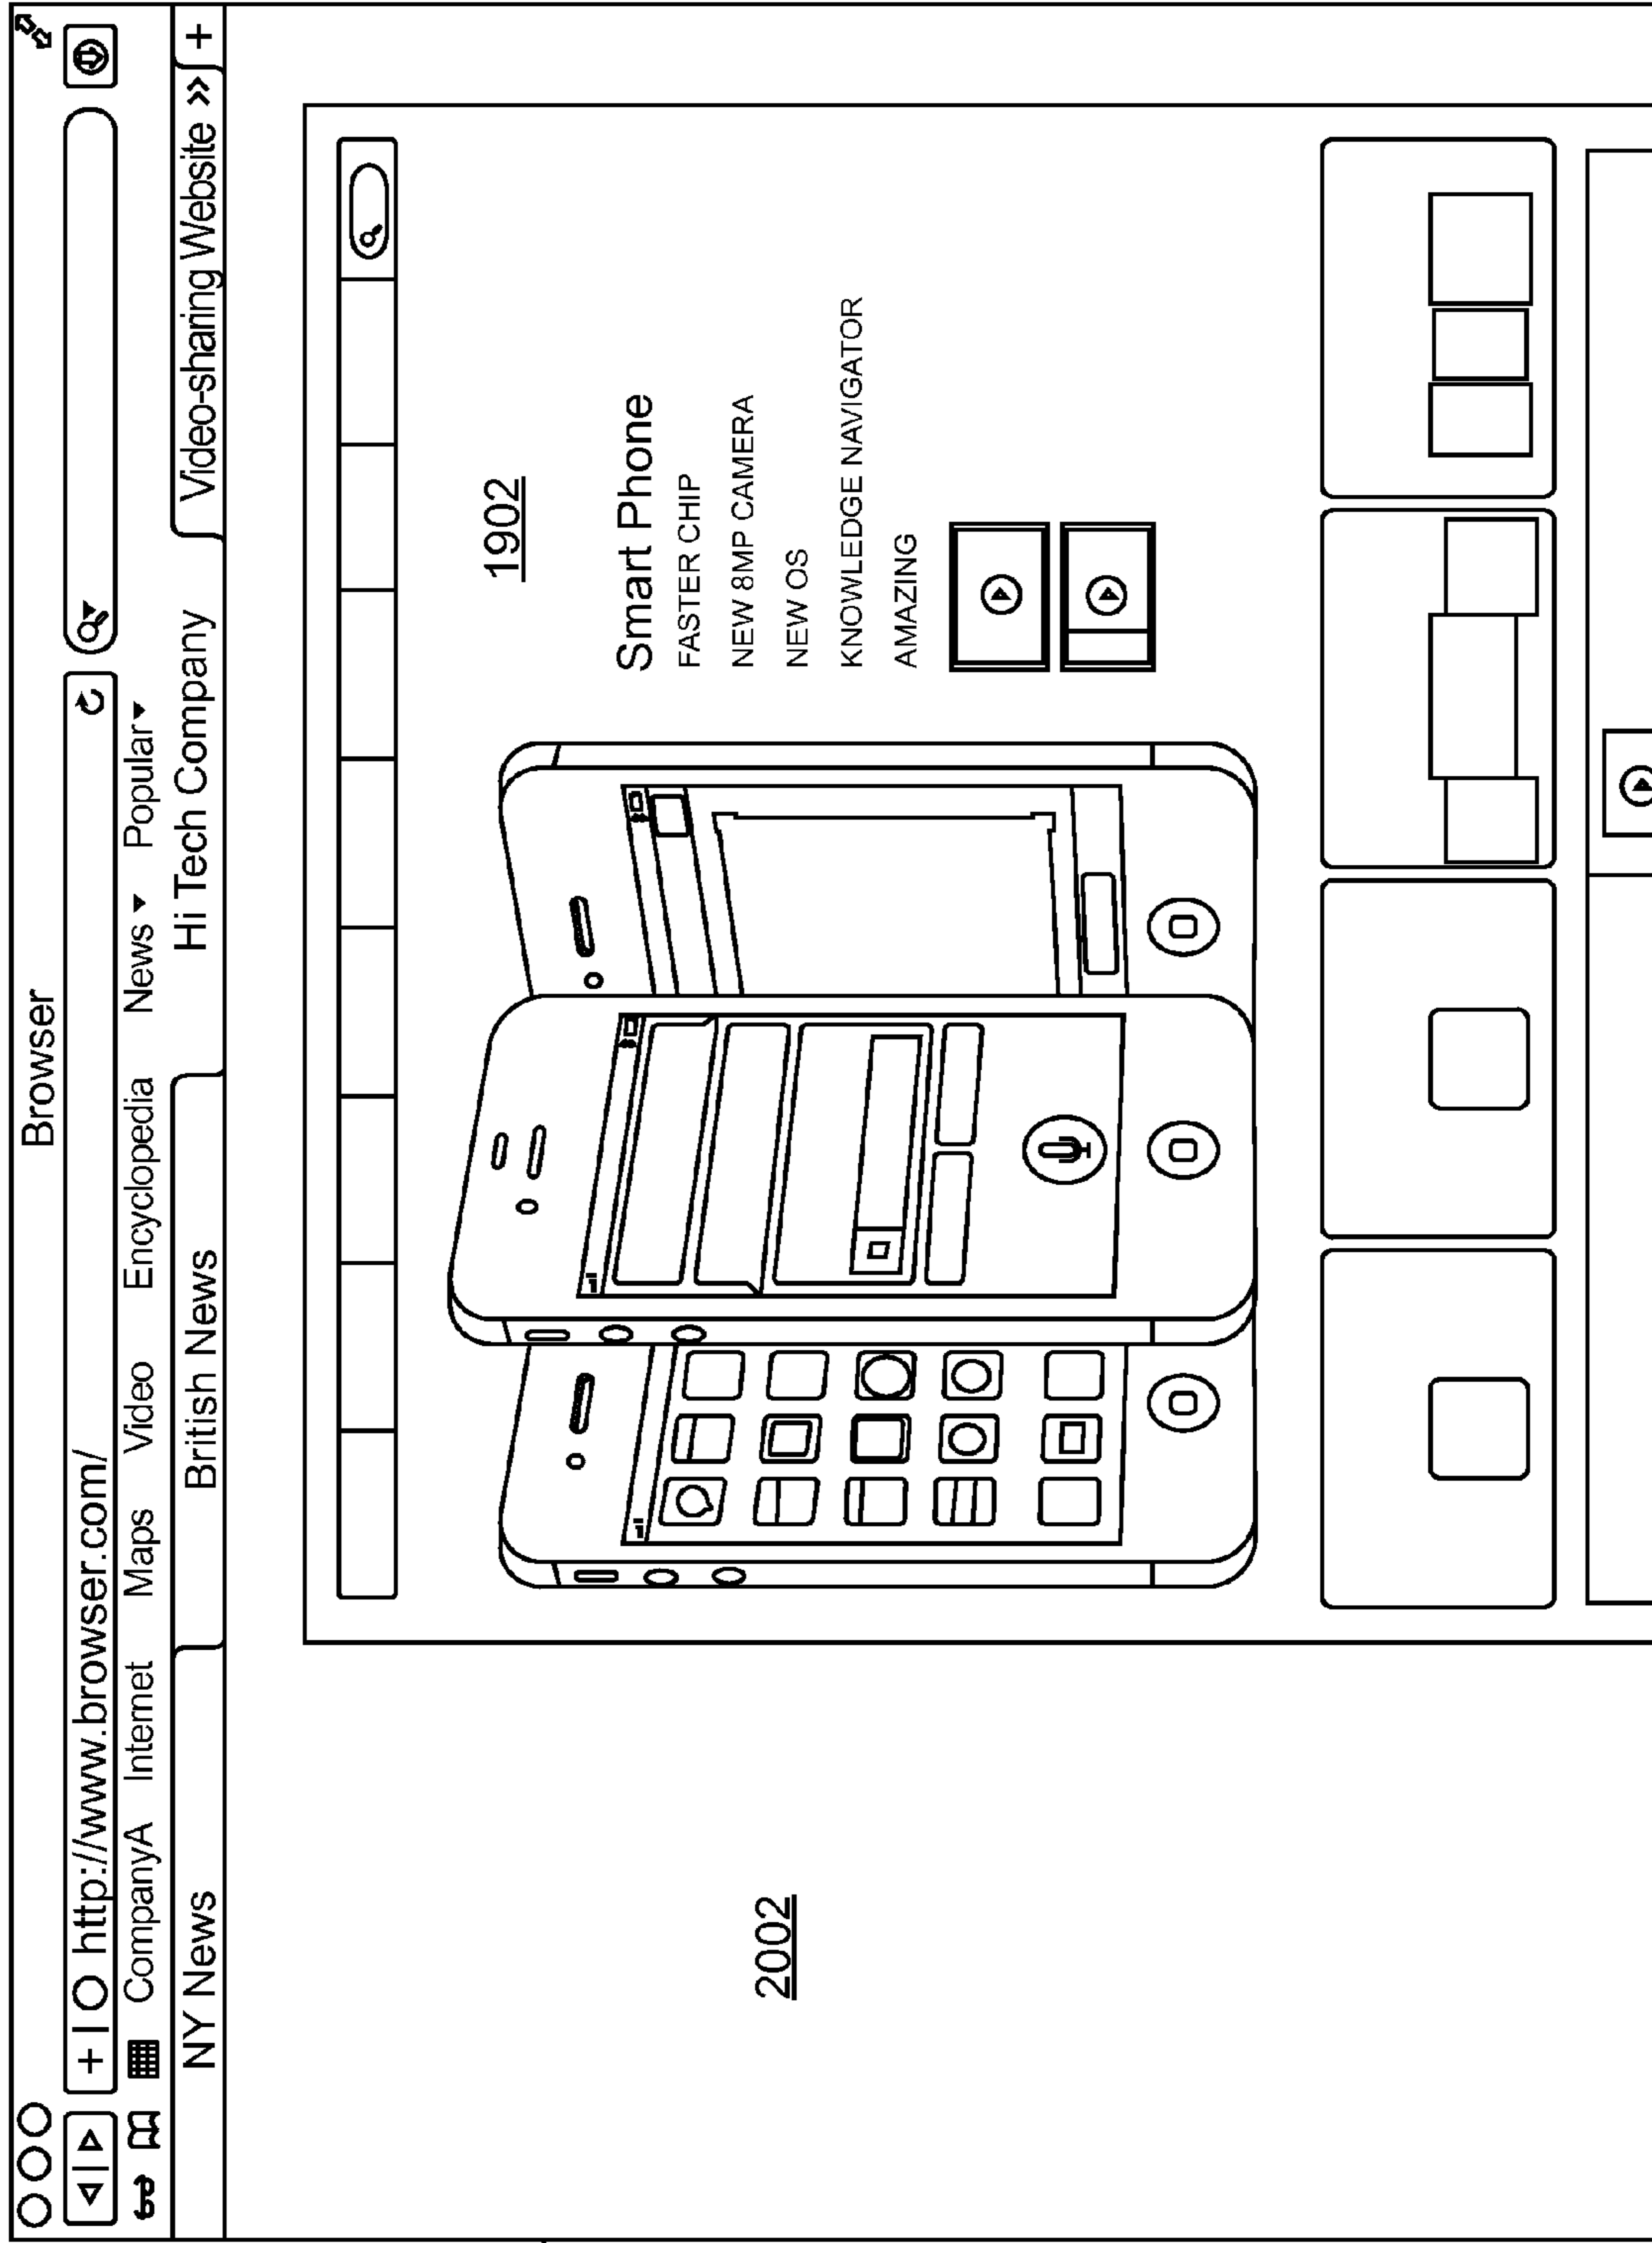 Browser
http://www.browser.com/
CompanyA Internet Maps Video Encyclopedia News Popular
NY News British News Hi Tech Company Video-sharing Website » +
1902
Smart Phone
FASTER CHIP
NEW 8MP CAMERA
NEW OS
KNOWLEDGE NAVIGATOR
AMAZING
2002